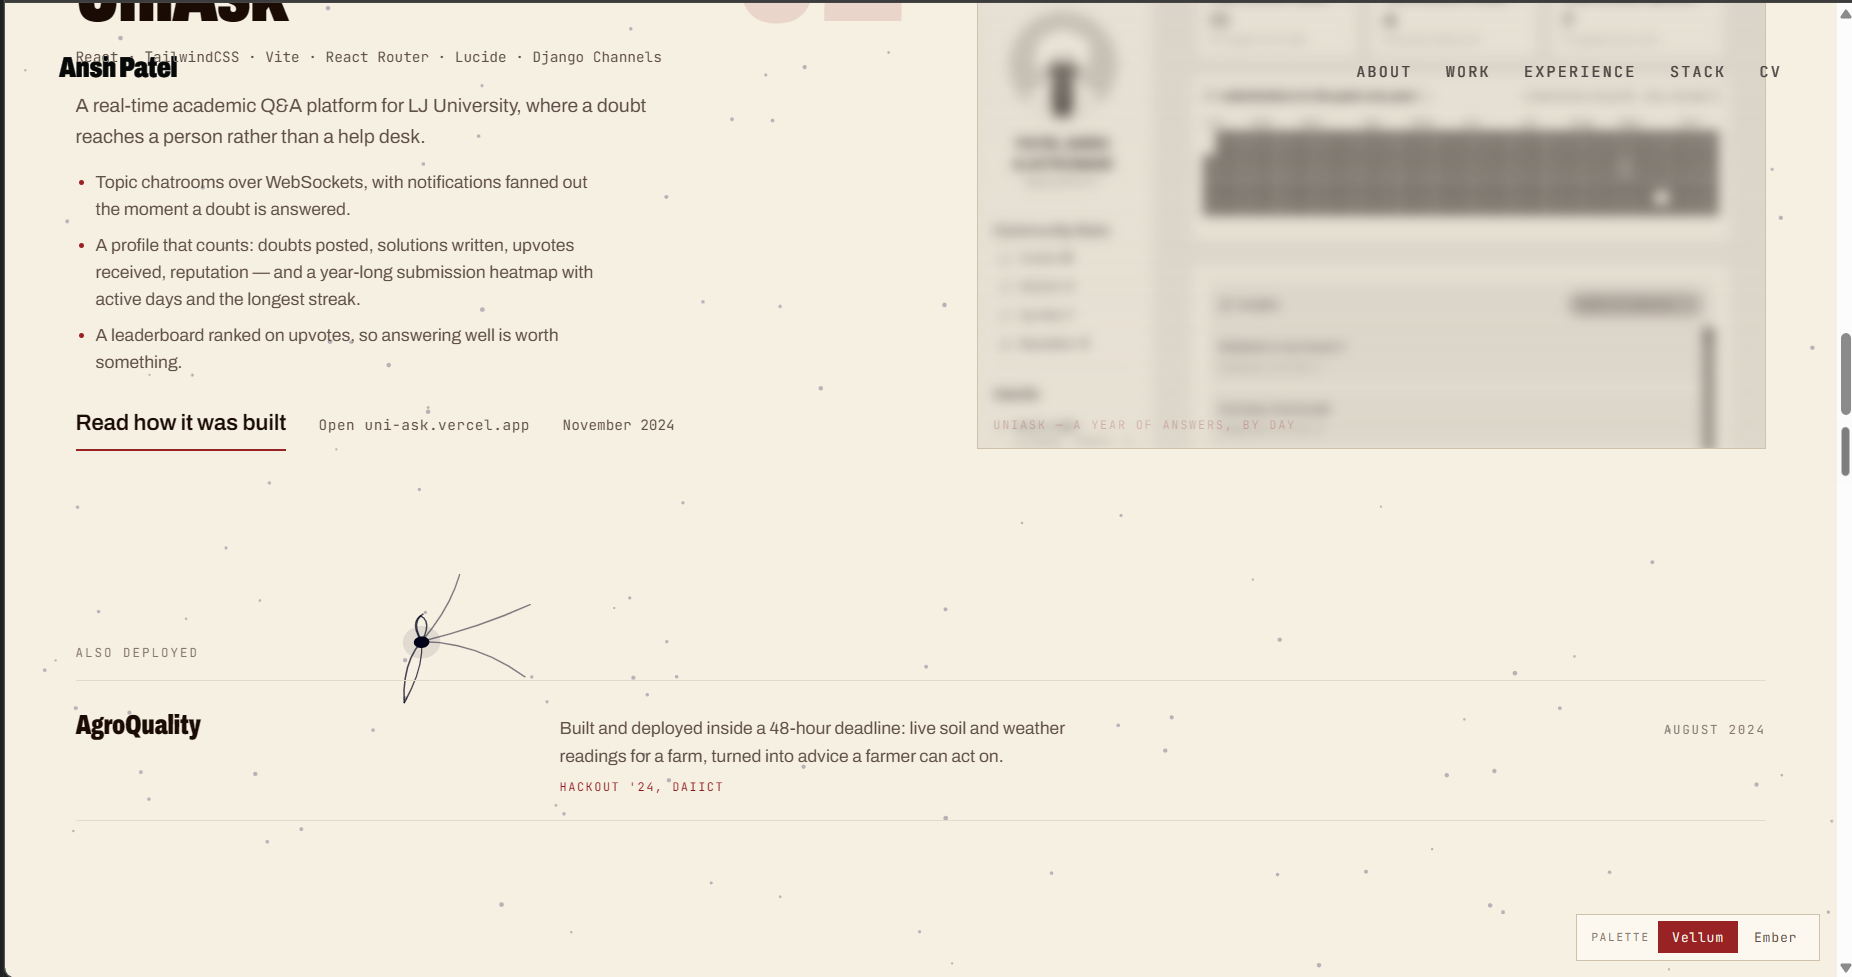 UniAsk
02
React · TailwindCSS · Vite · React Router · Lucide · Django Channels
Ansh Patel
ABOUT WORK EXPERIENCE STACK CV
A real-time academic Q&A platform for LJ University, where a doubt
reaches a person rather than a help desk.
Topic chatrooms over WebSockets, with notifications fanned out
the moment a doubt is answered.
A profile that counts: doubts posted, solutions written, upvotes
received, reputation — and a year-long submission heatmap with
active days and the longest streak.
A leaderboard ranked on upvotes, so answering well is worth
something.
Read how it was built Open uni-ask.vercel.app November 2024
UNIASK — A YEAR OF ANSWERS, BY DAY
ALSO DEPLOYED
AgroQuality
Built and deployed inside a 48-hour deadline: live soil and weather
readings for a farm, turned into advice a farmer can act on.
HACKOUT '24, DAIICT
AUGUST 2024
PALETTE Vellum Ember